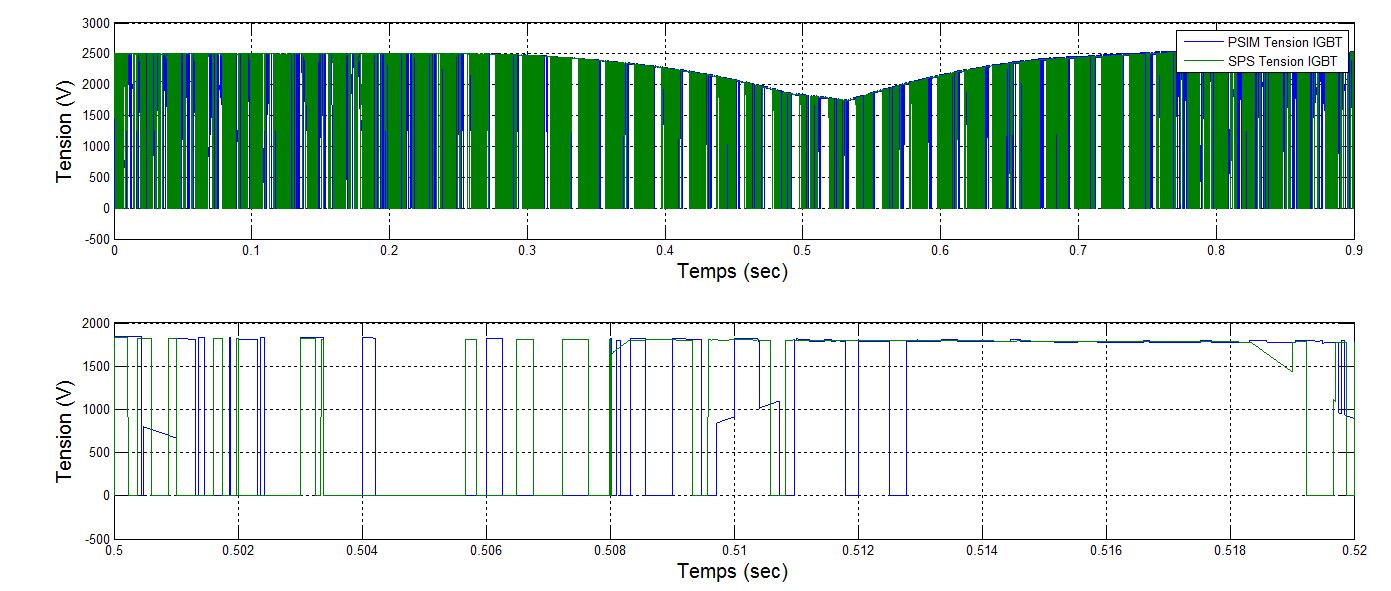 3000
2500
2000
1500
1000
500
0
-500
Tension (V)
PSIM Tension IGBT
SPS Tension IGBT
0 0.1 0.2 0.3 0.4 0.5 0.6 0.7 0.8 0.9
Temps (sec)
2000
1500
1000
500
0
-500
Tension (V)
0.5 0.502 0.504 0.506 0.508 0.51 0.512 0.514 0.516 0.518 0.52
Temps (sec)